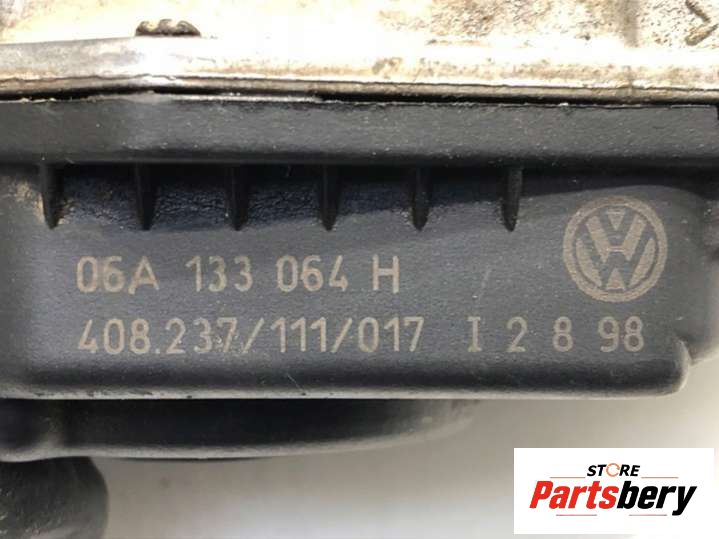 06A 133 064 H
408.237/111/017 I 2 8 98
STORE
Partsbery